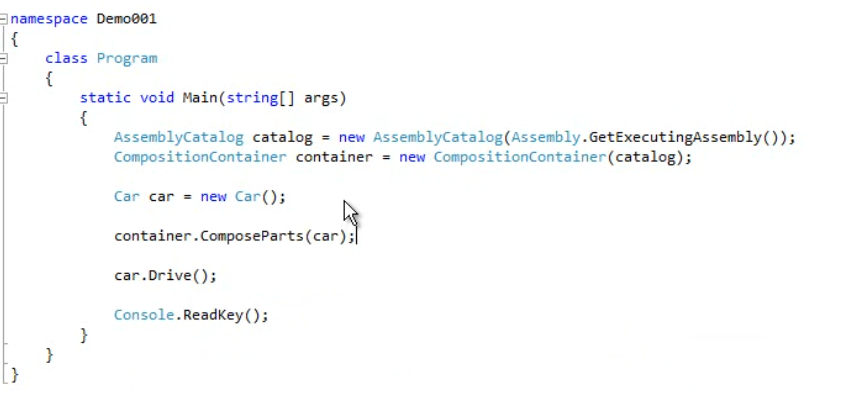 namespace Demo001
{
class Program
{
static void Main(string[] args)
{
AssemblyCatalog catalog = new AssemblyCatalog(Assembly.GetExecutingAssembly());
CompositionContainer container = new CompositionContainer(catalog);
Car car = new Car();
container.ComposeParts(car);
car.Drive();
Console.ReadKey();
}
}
}